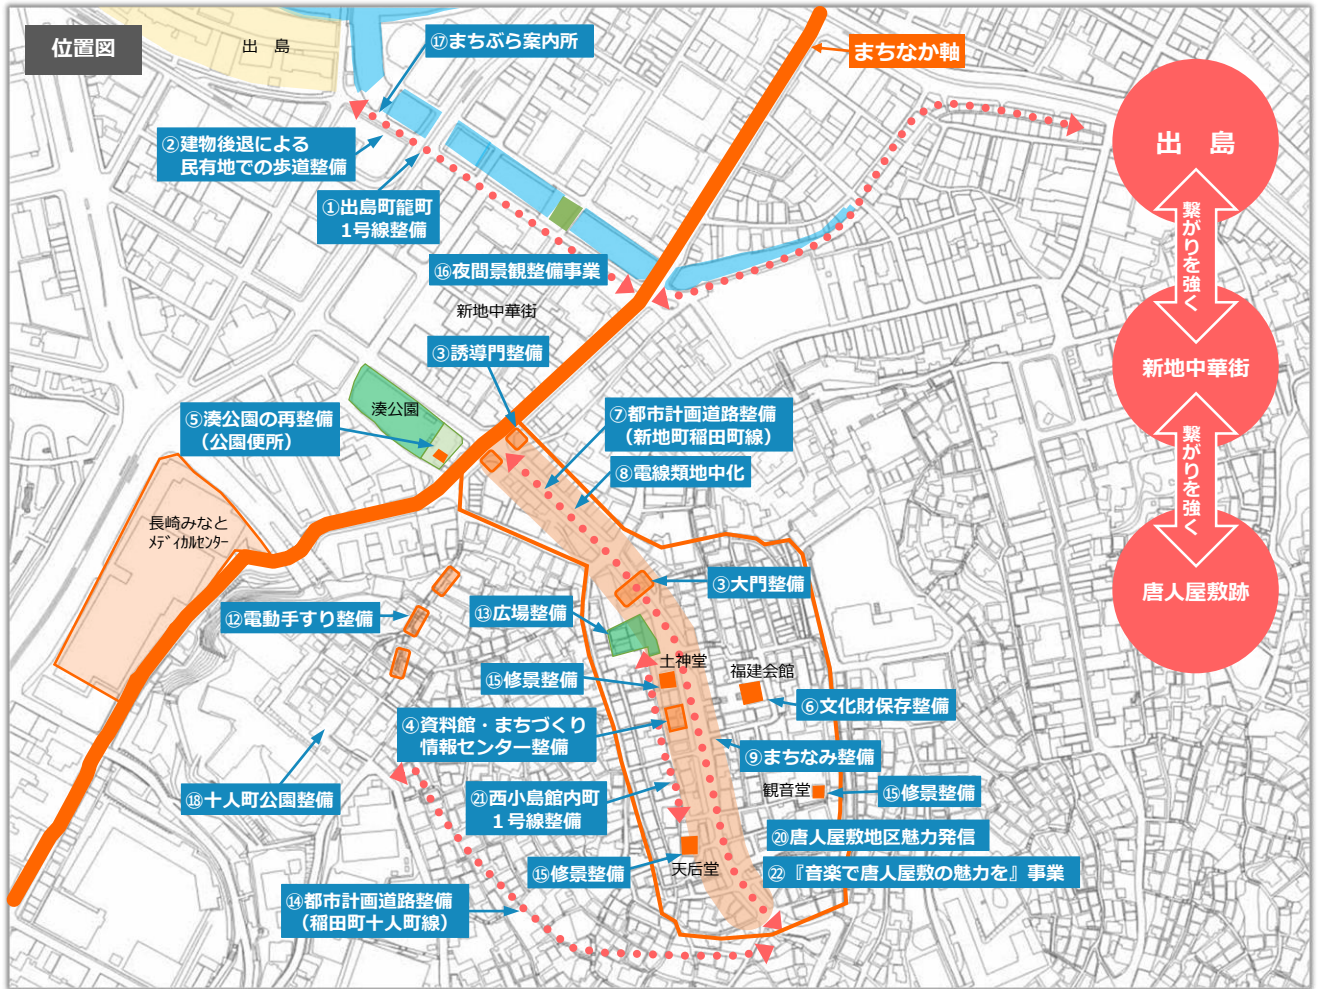 位置図
出　島
⑰まちぶら案内所
まちなか軸
②建物後退による
民有地での歩道整備
①出島町籠町
1号線整備
⑯夜間景観整備事業
新地中華街
③誘導門整備
湊公園
⑤湊公園の再整備
（公園便所）
⑦都市計画道路整備
（新地町稲田町線）
⑧電線類地中化
長崎みなと
ﾒﾃﾞｨｶﾙｾﾝﾀｰ
③大門整備
⑬広場整備
⑫電動手すり整備
土神堂
福建会館
⑮修景整備
⑥文化財保存整備
④資料館・まちづくり
情報センター整備
⑨まちなみ整備
観音堂
⑮修景整備
⑱十人町公園整備
㉑西小島館内町
１号線整備
⑳唐人屋敷地区魅力発信
⑮修景整備
天后堂
㉒『音楽で唐人屋敷の魅力を』事業
⑭都市計画道路整備
（稲田町十人町線）
出　島
繋がりを強く
新地中華街
繋がりを強く
唐人屋敷跡